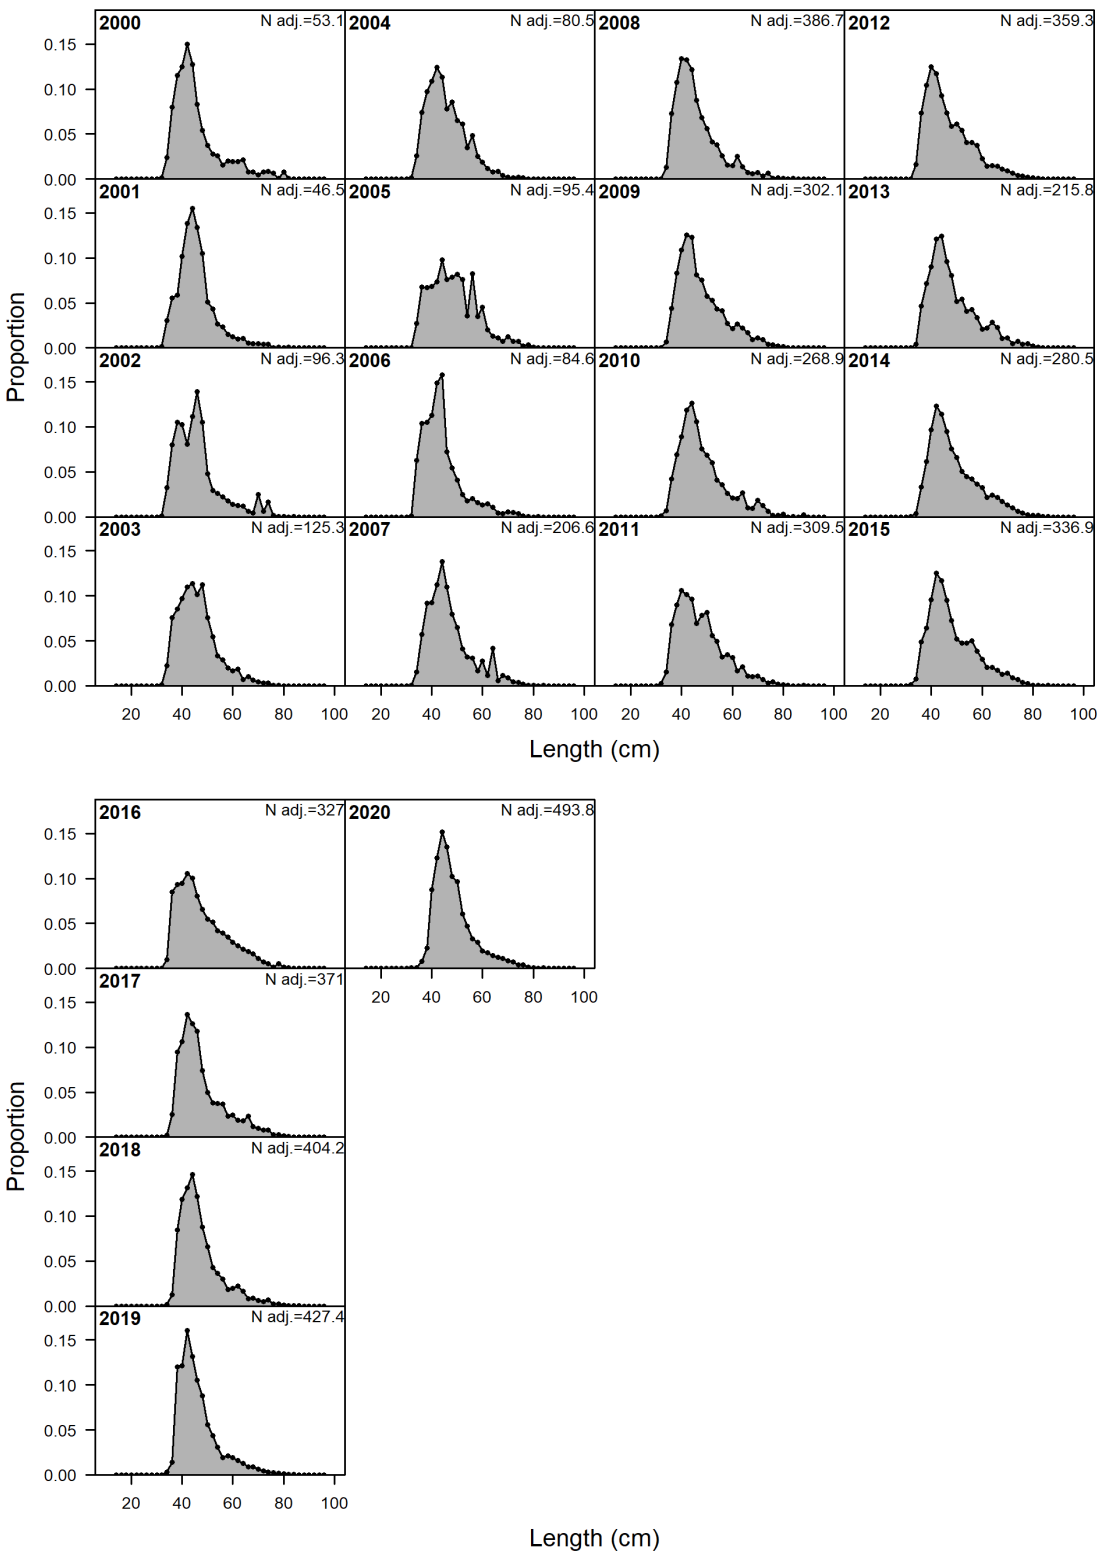 2000 N adj.=53.1 2004 N adj.=80.5 2008 N adj.=386.7 2012 N adj.=359.3
0.15
0.10
0.05
0.00
2001 N adj.=46.5 2005 N adj.=95.4 2009 N adj.=302.1 2013 N adj.=215.8
0.15
0.10
0.05
0.00
2002 N adj.=96.3 2006 N adj.=84.6 2010 N adj.=268.9 2014 N adj.=280.5
0.15
0.10
0.05
0.00
2003 N adj.=125.3 2007 N adj.=206.6 2011 N adj.=309.5 2015 N adj.=336.9
0.15
0.10
0.05
0.00
Proportion
20 40 60 80 100 20 40 60 80 100 20 40 60 80 100 20 40 60 80 100
Length (cm)
2016 N adj.=327 2020 N adj.=493.8
0.15
0.10
0.05
0.00
20 40 60 80 100
2017 N adj.=371
0.15
0.10
0.05
0.00
2018 N adj.=404.2
0.15
0.10
0.05
0.00
2019 N adj.=427.4
0.15
0.10
0.05
0.00
Proportion
20 40 60 80 100
Length (cm)